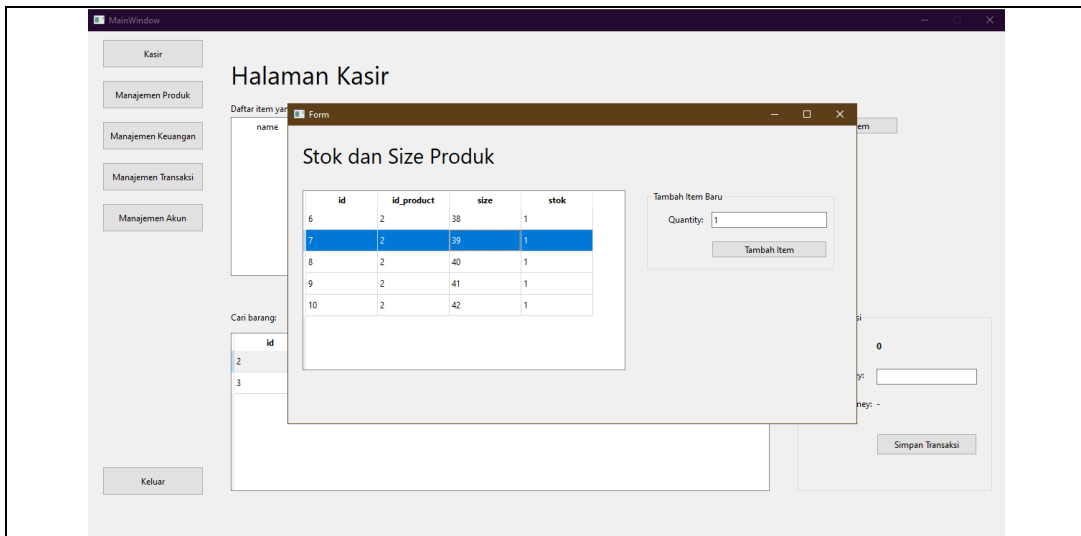 MainWindow
Kasir
Manajemen Produk
Manajemen Keuangan
Manajemen Transaksi
Manajemen Akun
Keluar
Halaman Kasir
Daftar item yan
name
em
Form
Stok dan Size Produk
id id_product size stok
6 2 38 1
7 2 39 1
8 2 40 1
9 2 41 1
10 2 42 1
Tambah Item Baru
Quantity: 1
Tambah Item
Cari barang:
id
2
3
si
0
y:
ney: -
Simpan Transaksi